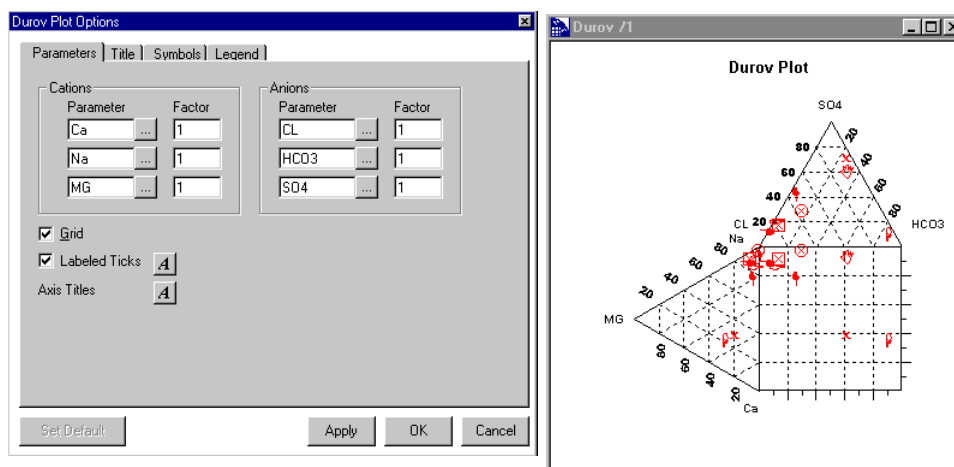 Durov Plot Options
Parameters Title Symbols Legend
Cations
Parameter Factor
Ca ... 1
Na ... 1
MG ... 1
Anions
Parameter Factor
CL ... 1
HCO3 ... 1
SO4 ... 1
Grid
Labeled Ticks A
Axis Titles A
Set Default Apply OK Cancel
Durov /1
Durov Plot
SO4
80 20
60 40
40 60
20 80
CL HCO3
Na
80
60
40
20
MG
80
60
40
20
Ca